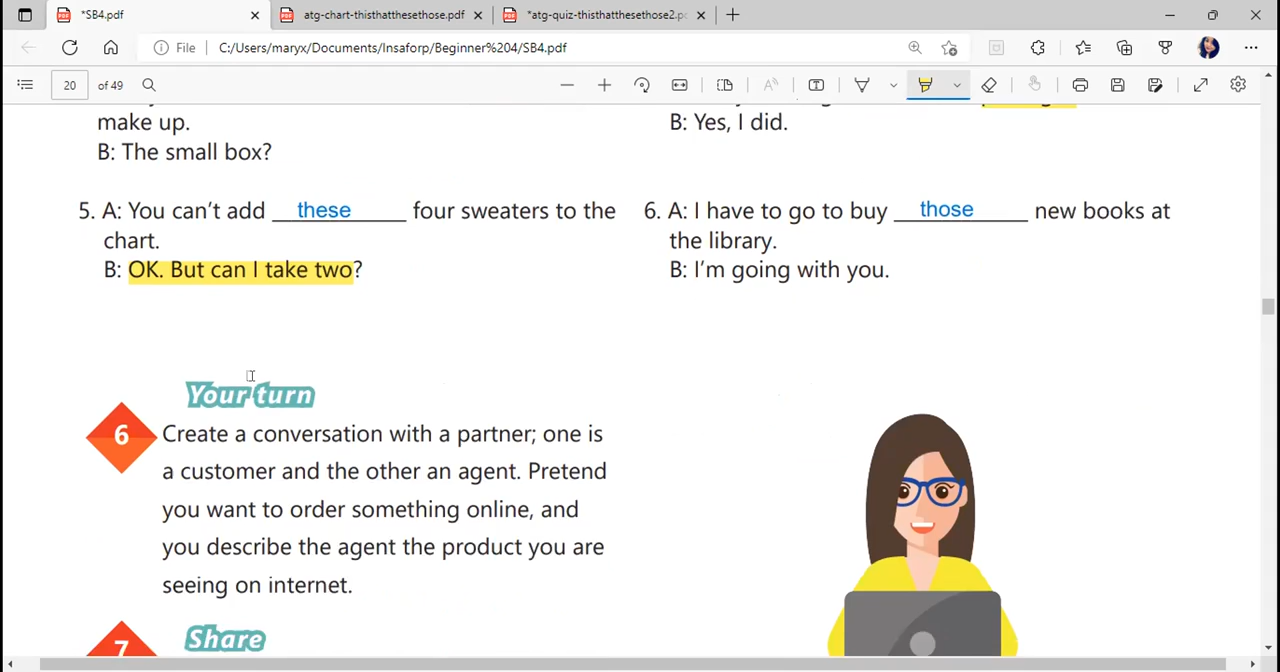 *SB4.pdf
atg-chart-thisthatthesethose.pdf
*atg-quiz-thisthatthesethose2.pc
File
C:/Users/maryx/Documents/Insaforp/Beginner%204/SB4.pdf
20 of 49
make up.
B: The small box?
B: Yes, I did.
5. A: You can't add these four sweaters to the
chart.
B: OK. But can I take two?
6. A: I have to go to buy those new books at
the library.
B: I'm going with you.
Your turn
6
Create a conversation with a partner; one is
a customer and the other an agent. Pretend
you want to order something online, and
you describe the agent the product you are
seeing on internet.
7
Share